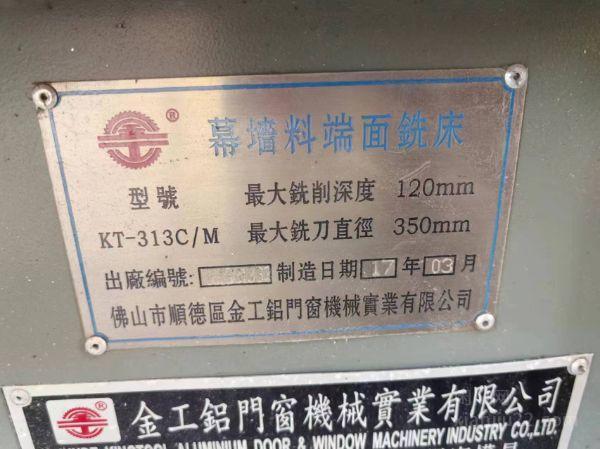 ® 幕墻料端面銑床
型號 最大銑削深度 120mm
KT-313C/M 最大銑刀直徑 350mm
出廠編號: 制造日期 17 年 03 月
佛山市順德區金工鋁門窗機械實業有限公司
® 金工鋁門窗機械實業有限公司
KINGTOOL ALUMINIUM DOOR & WINDOW MACHINERY INDUSTRY CO.,LTD.